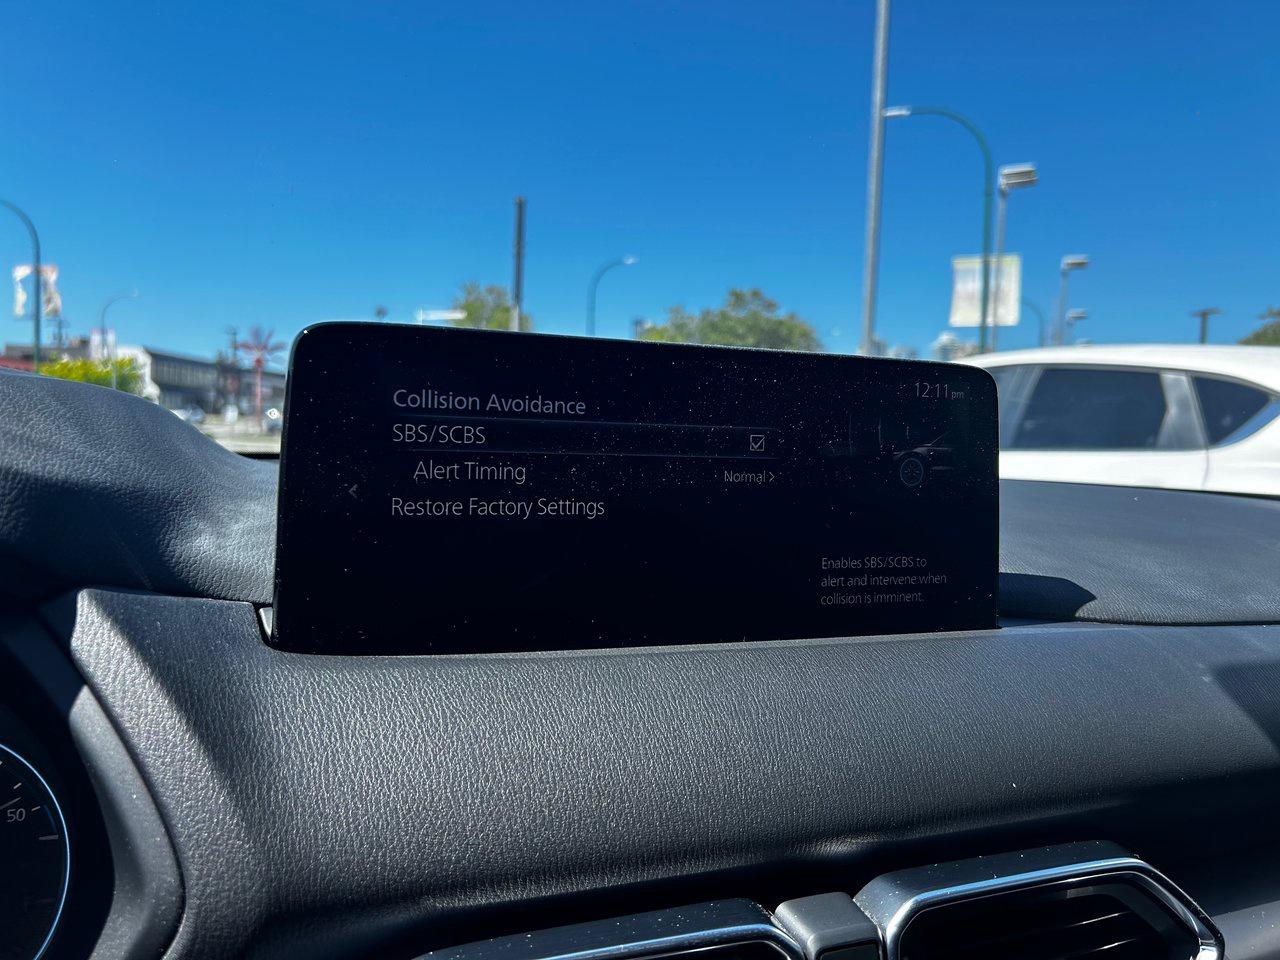 12:11 pm
Collision Avoidance
SBS/SCBS
Alert Timing
Normal >
Restore Factory Settings
Enables SBS/SCBS to
alert and intervene when
collision is imminent.
50